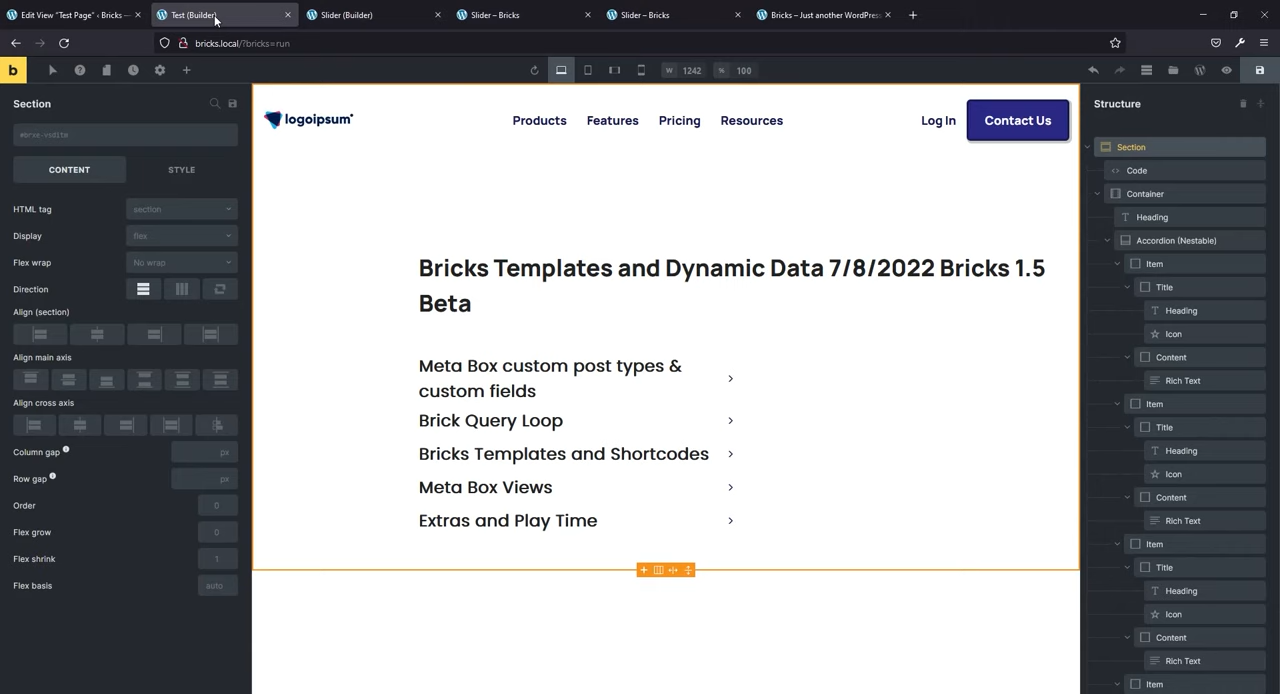 Edit View "Test Page" ‹ Bricks —
Test (Builder)
Slider (Builder)
Slider – Bricks
Slider – Bricks
Bricks – Just another WordPress
bricks.local/?bricks=run
b
W 1242 % 100
Section
#brxe-vsditm
CONTENT STYLE
HTML tag section
Display flex
Flex wrap No wrap
Direction
Align (section)
Align main axis
Align cross axis
Column gap px
Row gap px
Order 0
Flex grow 0
Flex shrink 1
Flex basis auto
logoipsum
Products Features Pricing Resources
Log In Contact Us
Bricks Templates and Dynamic Data 7/8/2022 Bricks 1.5
Beta
Meta Box custom post types &
custom fields
Brick Query Loop
Bricks Templates and Shortcodes
Meta Box Views
Extras and Play Time
Structure
Section
Code
Container
Heading
Accordion (Nestable)
Item
Title
Heading
Icon
Content
Rich Text
Item
Title
Heading
Icon
Content
Rich Text
Item
Title
Heading
Icon
Content
Rich Text
Item